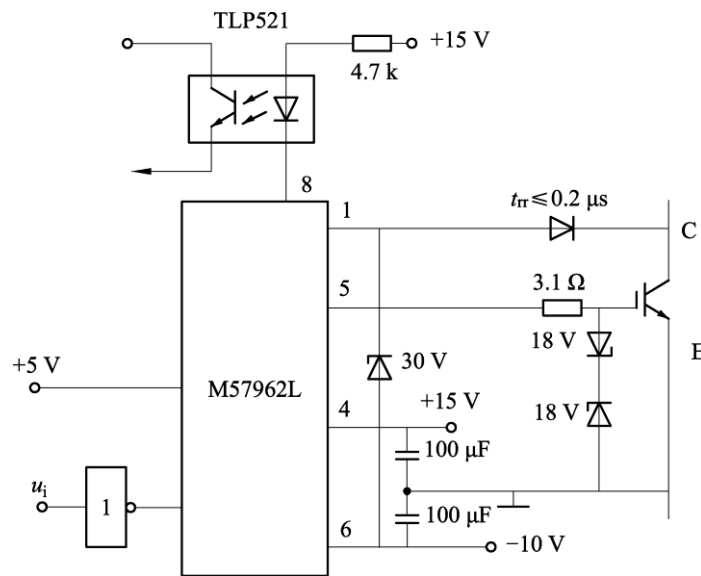 TLP521
+15 V
4.7 k
8
1
t_rr≤0.2 μs
C
5
3.1 Ω
18 V
E
+5 V
30 V
M57962L
4
+15 V
18 V
100 μF
u_i
1
6
100 μF
−10 V